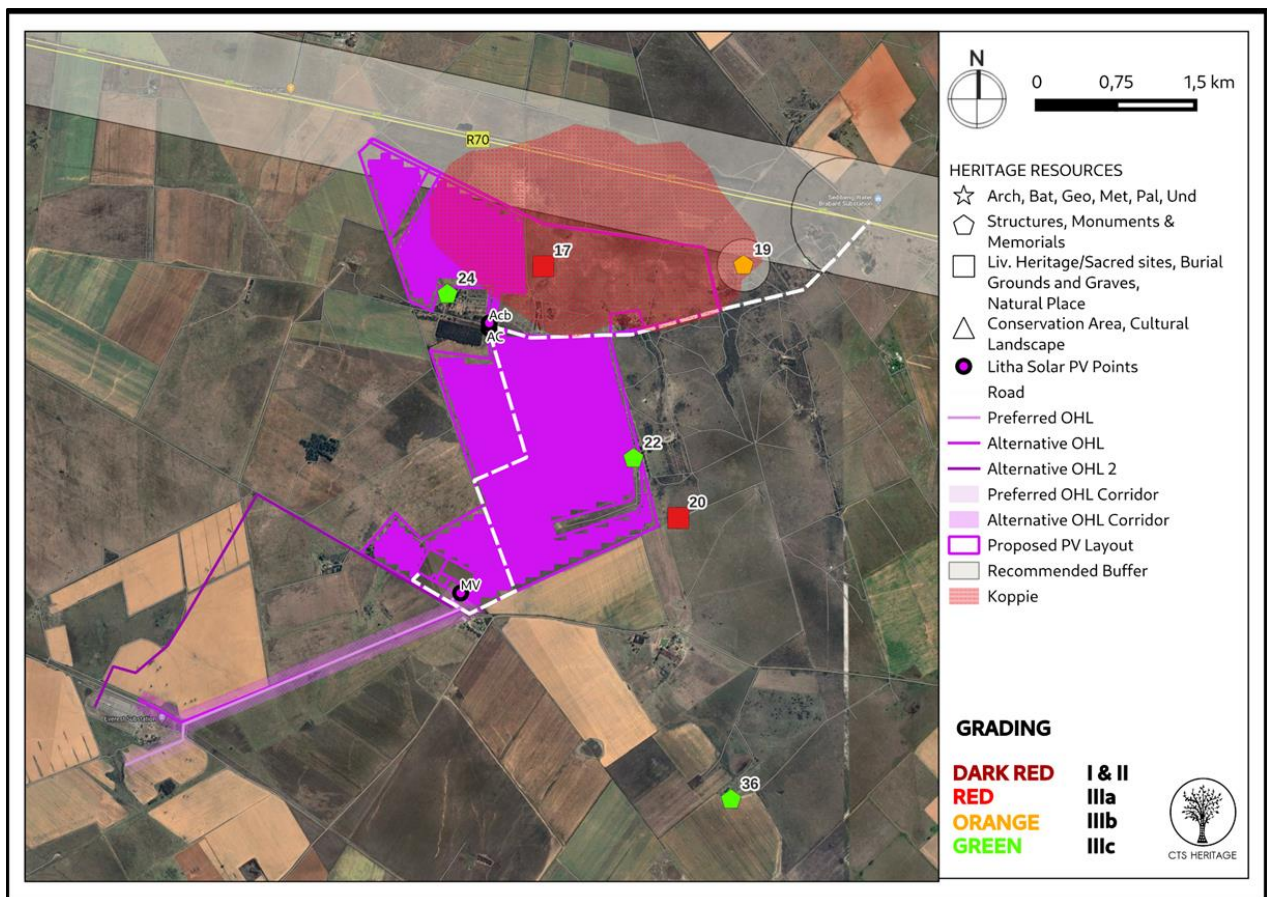 N
0 0,75 1,5 km
R70
17
19
24
Acb
AC
22
20
MV
36
HERITAGE RESOURCES
Arch, Bat, Geo, Met, Pal, Und
Structures, Monuments &
Memorials
Liv. Heritage/Sacred sites, Burial
Grounds and Graves,
Natural Place
Conservation Area, Cultural
Landscape
Litha Solar PV Points
Road
Preferred OHL
Alternative OHL
Alternative OHL 2
Preferred OHL Corridor
Alternative OHL Corridor
Proposed PV Layout
Recommended Buffer
Koppie
GRADING
DARK RED I & II
RED IIIa
ORANGE IIIb
GREEN IIIc
CTS HERITAGE